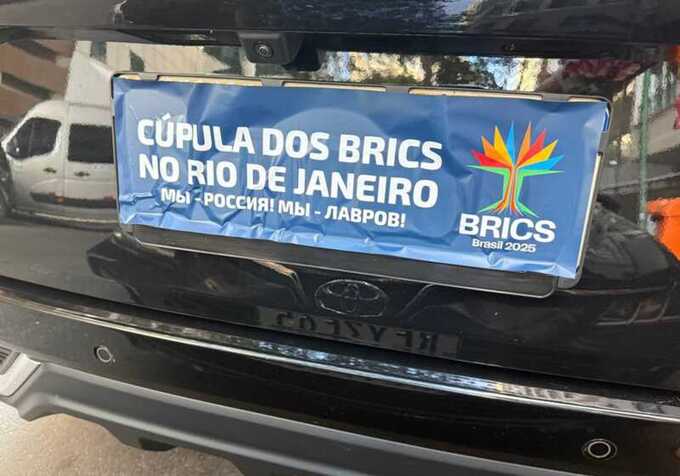 CÚPULA DOS BRICS
NO RIO DE JANEIRO
МЫ - РОССИЯ! МЫ - ЛАВРОВ!
BRICS
Brasil 2025